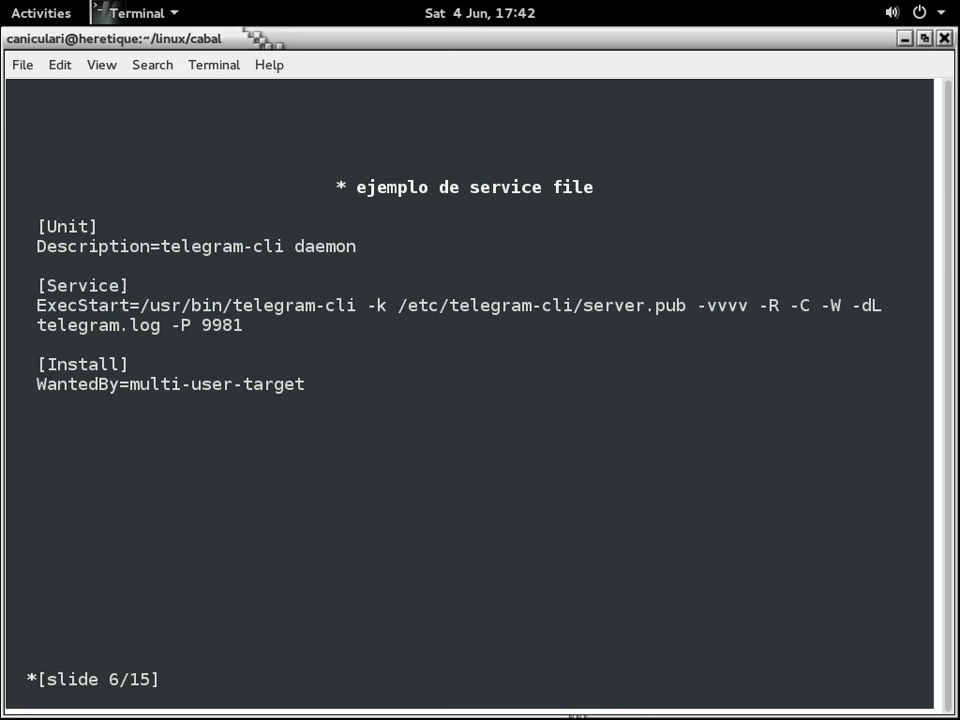 Activities Terminal Sat 4 Jun, 17:42
caniculari@heretique:~/linux/cabal
File Edit View Search Terminal Help
* ejemplo de service file
[Unit]
Description=telegram-cli daemon
[Service]
ExecStart=/usr/bin/telegram-cli -k /etc/telegram-cli/server.pub -vvvv -R -C -W -dL
telegram.log -P 9981
[Install]
WantedBy=multi-user-target
*[slide 6/15]